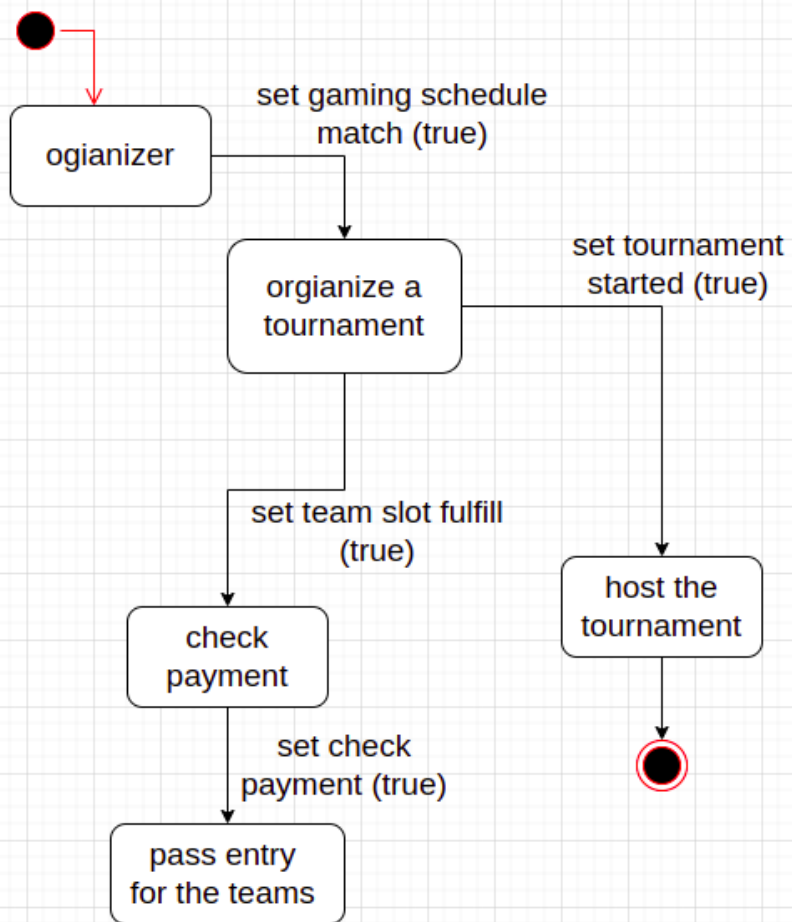 set gaming schedule
match (true)
ogianizer
set tournament
started (true)
orgianize a
tournament
set team slot fulfill
(true)
host the
tournament
check
payment
set check
payment (true)
pass entry
for the teams